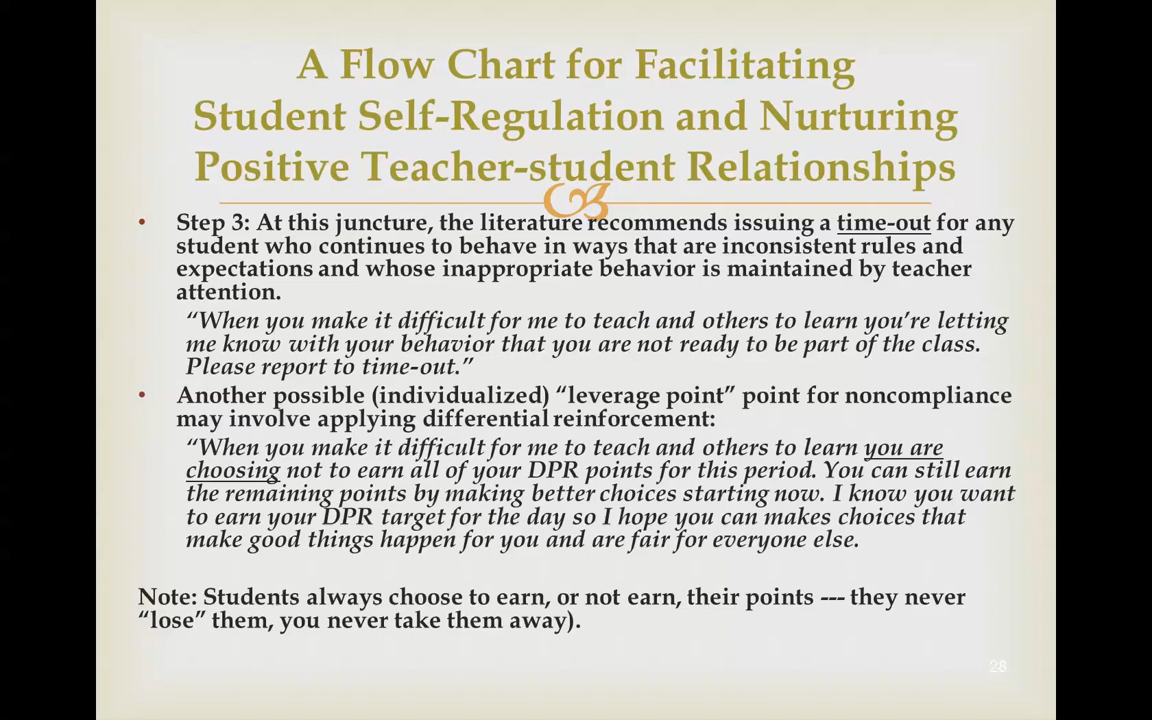 A Flow Chart for Facilitating
Student Self-Regulation and Nurturing
Positive Teacher-student Relationships
• Step 3: At this juncture, the literature recommends issuing a time-out for any
student who continues to behave in ways that are inconsistent rules and
expectations and whose inappropriate behavior is maintained by teacher
attention.
“When you make it difficult for me to teach and others to learn you’re letting
me know with your behavior that you are not ready to be part of the class.
Please report to time-out.”
• Another possible (individualized) “leverage point” point for noncompliance
may involve applying differential reinforcement:
“When you make it difficult for me to teach and others to learn you are
choosing not to earn all of your DPR points for this period. You can still earn
the remaining points by making better choices starting now. I know you want
to earn your DPR target for the day so I hope you can makes choices that
make good things happen for you and are fair for everyone else.
Note: Students always choose to earn, or not earn, their points --- they never
“lose” them, you never take them away).
28